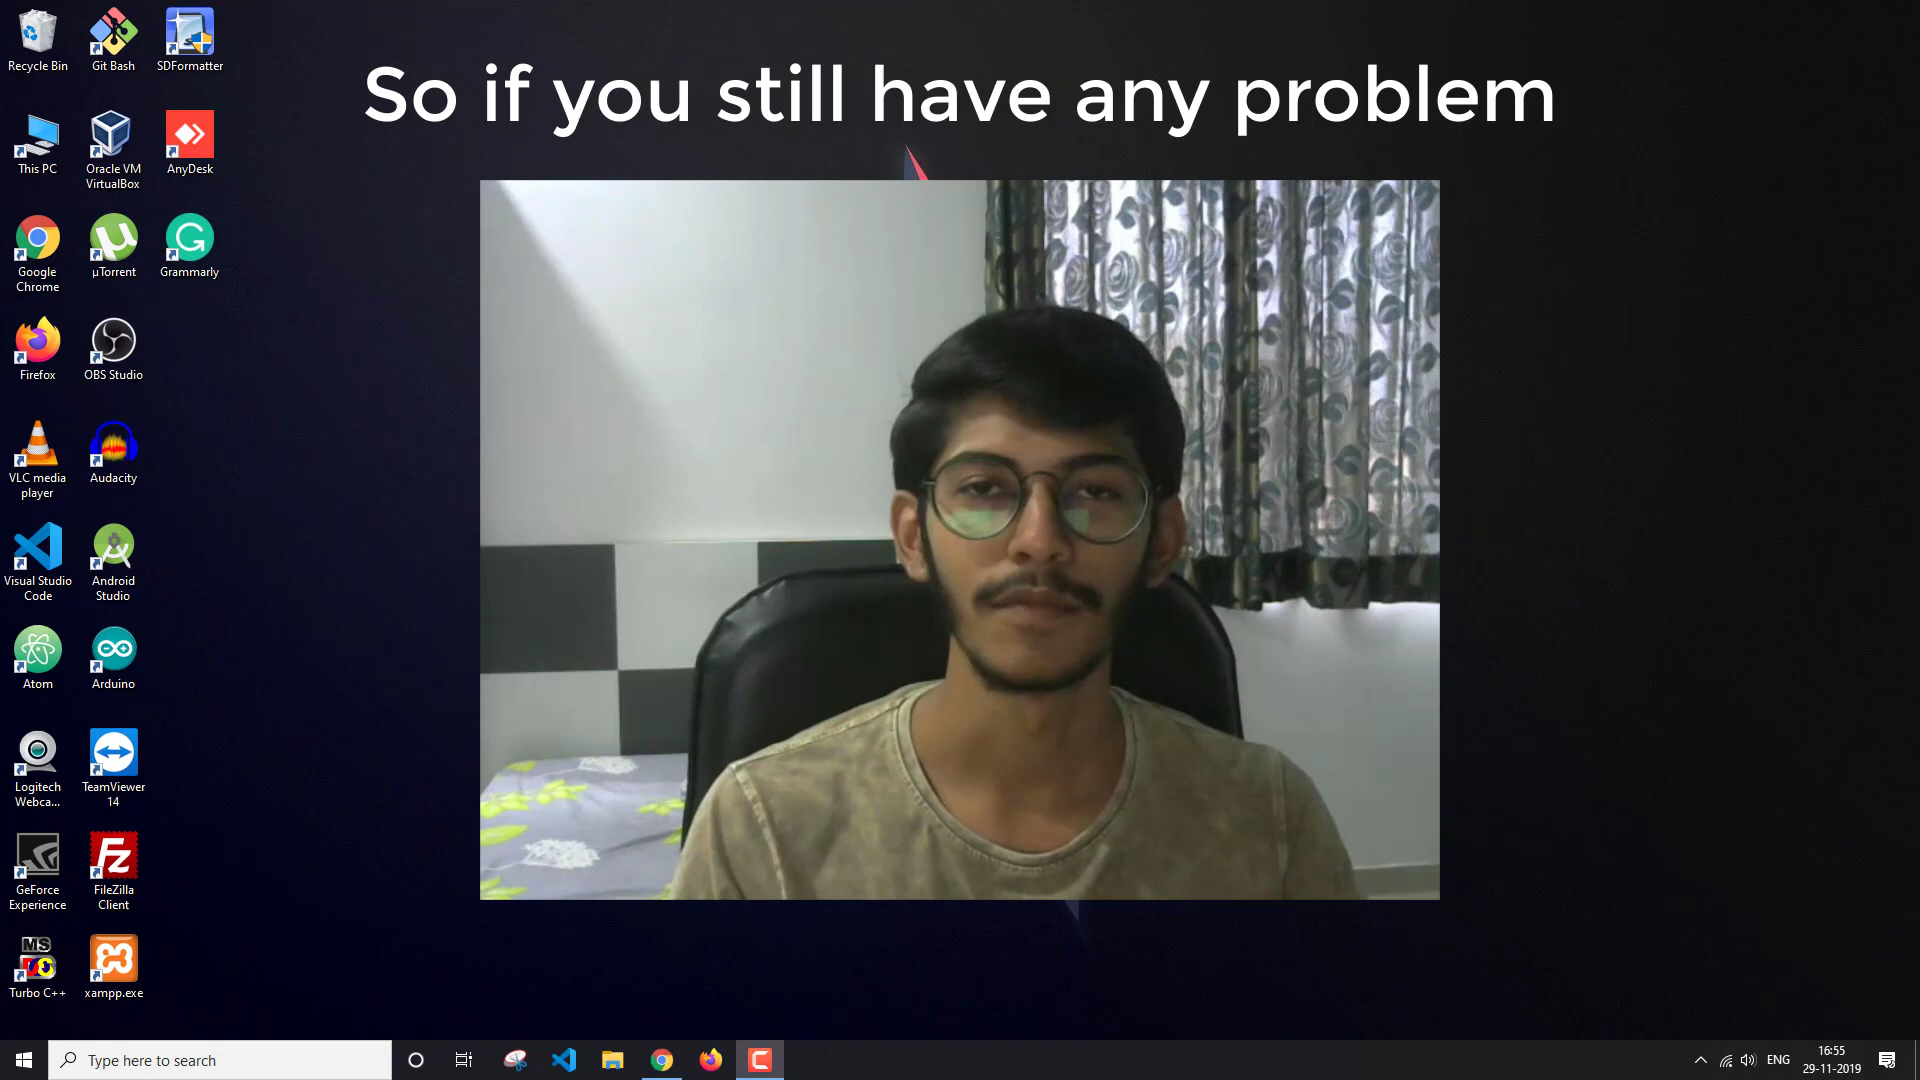 So if you still have any problem
Recycle Bin
Git Bash
SDFormatter
This PC
Oracle VM
VirtualBox
AnyDesk
Google
Chrome
µTorrent
Grammarly
Firefox
OBS Studio
VLC media
player
Audacity
Visual Studio
Code
Android
Studio
Atom
Arduino
Logitech
Webca...
TeamViewer
14
GeForce
Experience
Fz
FileZilla
Client
MS
Turbo C++
xampp.exe
Type here to search
ENG
16:55
29-11-2019